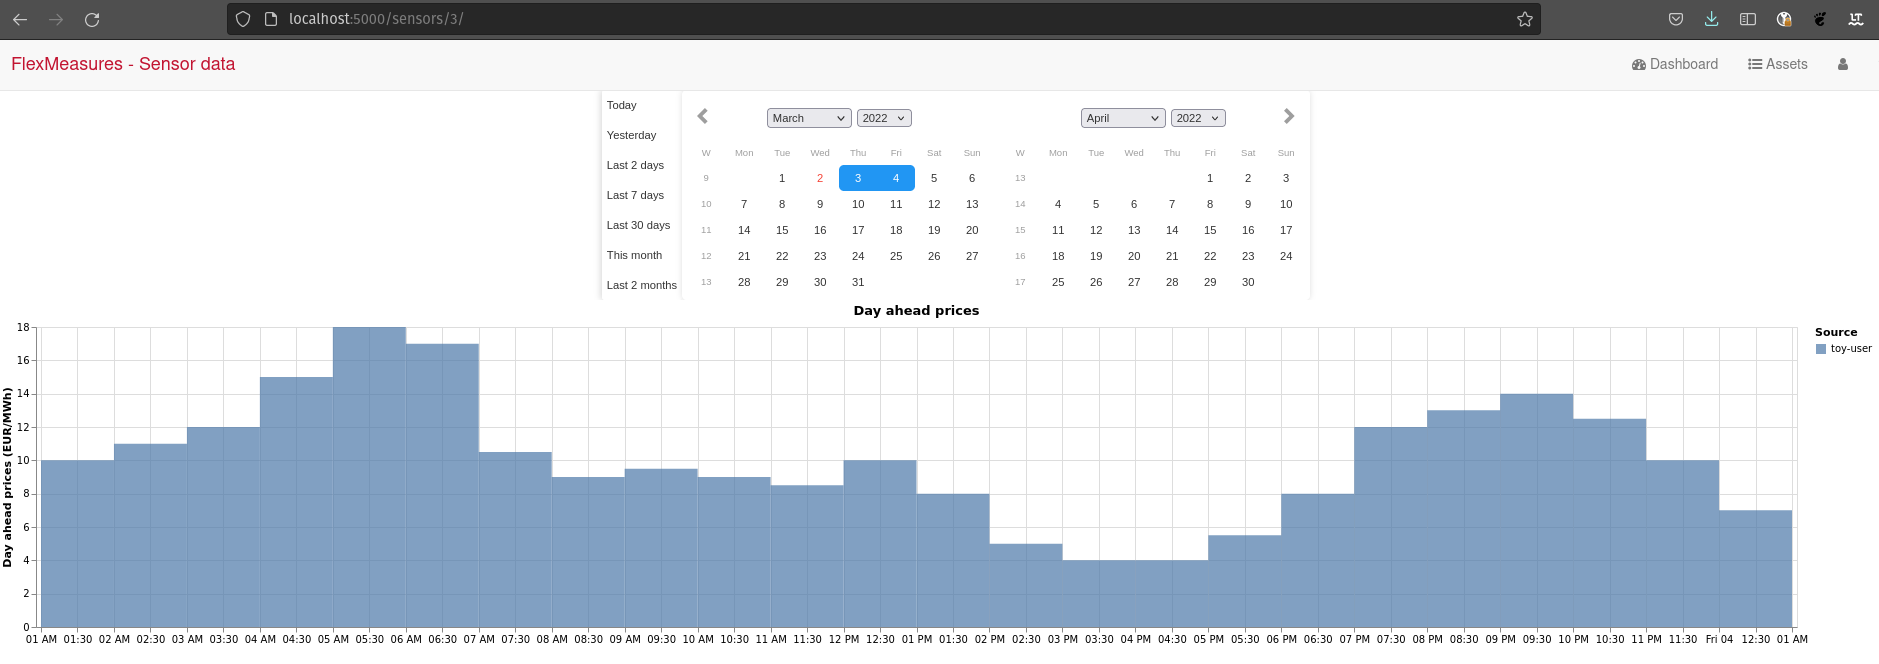 localhost:5000/sensors/3/
FlexMeasures - Sensor data
Dashboard
Assets
Today
Yesterday
Last 2 days
Last 7 days
Last 30 days
This month
Last 2 months
March 2022
W Mon Tue Wed Thu Fri Sat Sun
9 1 2 3 4 5 6
10 7 8 9 10 11 12 13
11 14 15 16 17 18 19 20
12 21 22 23 24 25 26 27
13 28 29 30 31
April 2022
W Mon Tue Wed Thu Fri Sat Sun
13 1 2 3
14 4 5 6 7 8 9 10
15 11 12 13 14 15 16 17
16 18 19 20 21 22 23 24
17 25 26 27 28 29 30
Day ahead prices
Day ahead prices (EUR/MWh)
18
16
14
12
10
8
6
4
2
0
01 AM 01:30 02 AM 02:30 03 AM 03:30 04 AM 04:30 05 AM 05:30 06 AM 06:30 07 AM 07:30 08 AM 08:30 09 AM 09:30 10 AM 10:30 11 AM 11:30 12 PM 12:30 01 PM 01:30 02 PM 02:30 03 PM 03:30 04 PM 04:30 05 PM 05:30 06 PM 06:30 07 PM 07:30 08 PM 08:30 09 PM 09:30 10 PM 10:30 11 PM 11:30 Fri 04 12:30 01 AM
Source
toy-user
LT